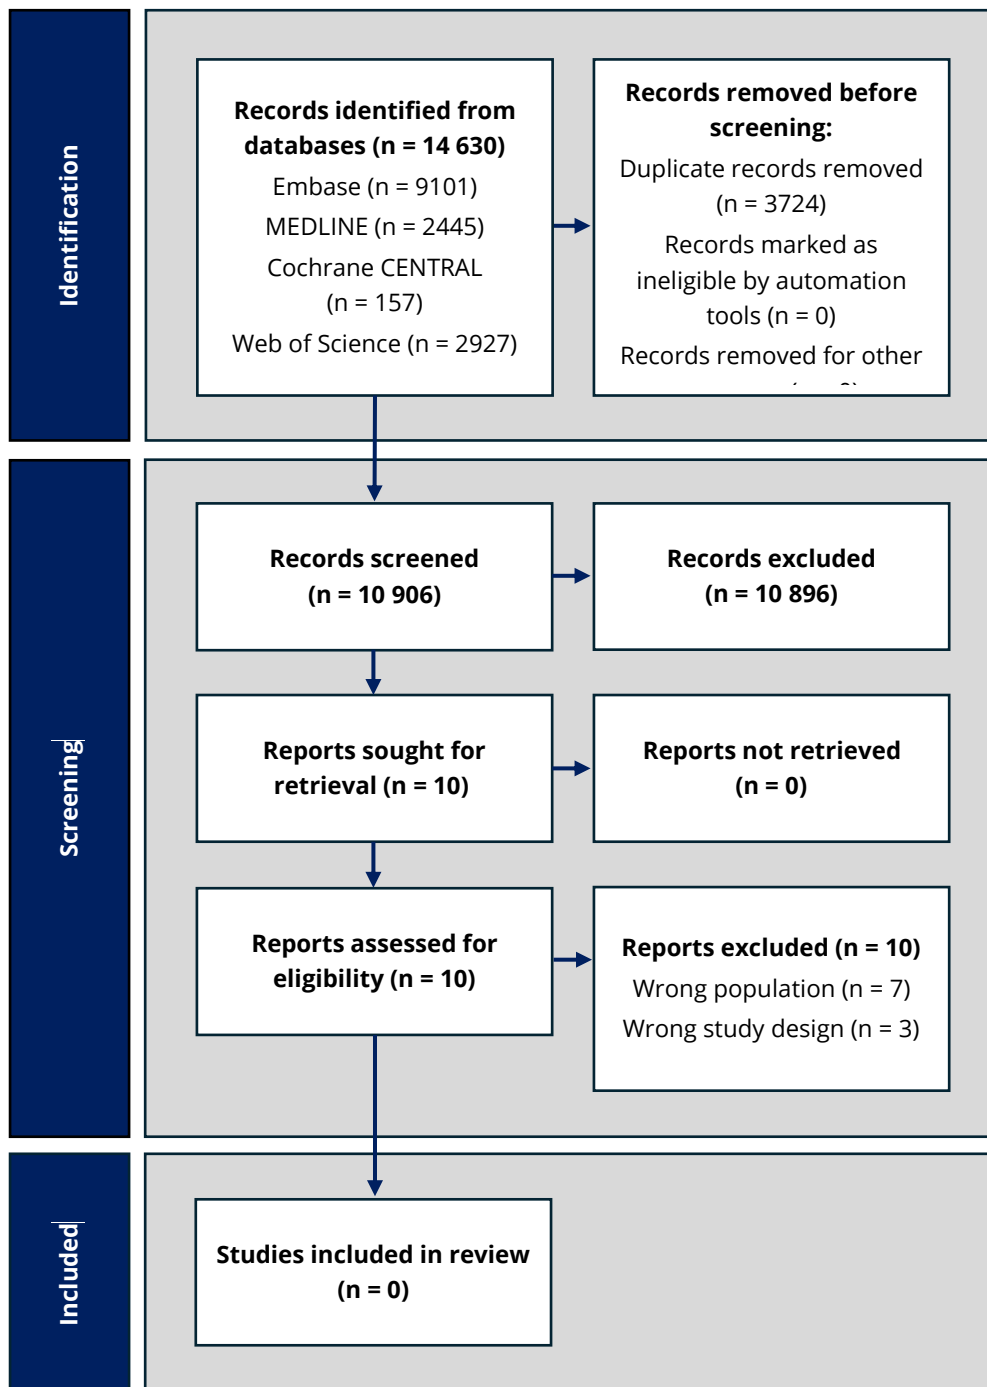 Identification
Records identified from
databases (n = 14 630)
Embase (n = 9101)
MEDLINE (n = 2445)
Cochrane CENTRAL
(n = 157)
Web of Science (n = 2927)
Records removed before
screening:
Duplicate records removed
(n = 3724)
Records marked as
ineligible by automation
tools (n = 0)
Records removed for other
Screening
Records screened
(n = 10 906)
Records excluded
(n = 10 896)
Reports sought for
retrieval (n = 10)
Reports not retrieved
(n = 0)
Reports assessed for
eligibility (n = 10)
Reports excluded (n = 10)
Wrong population (n = 7)
Wrong study design (n = 3)
Included
Studies included in review
(n = 0)